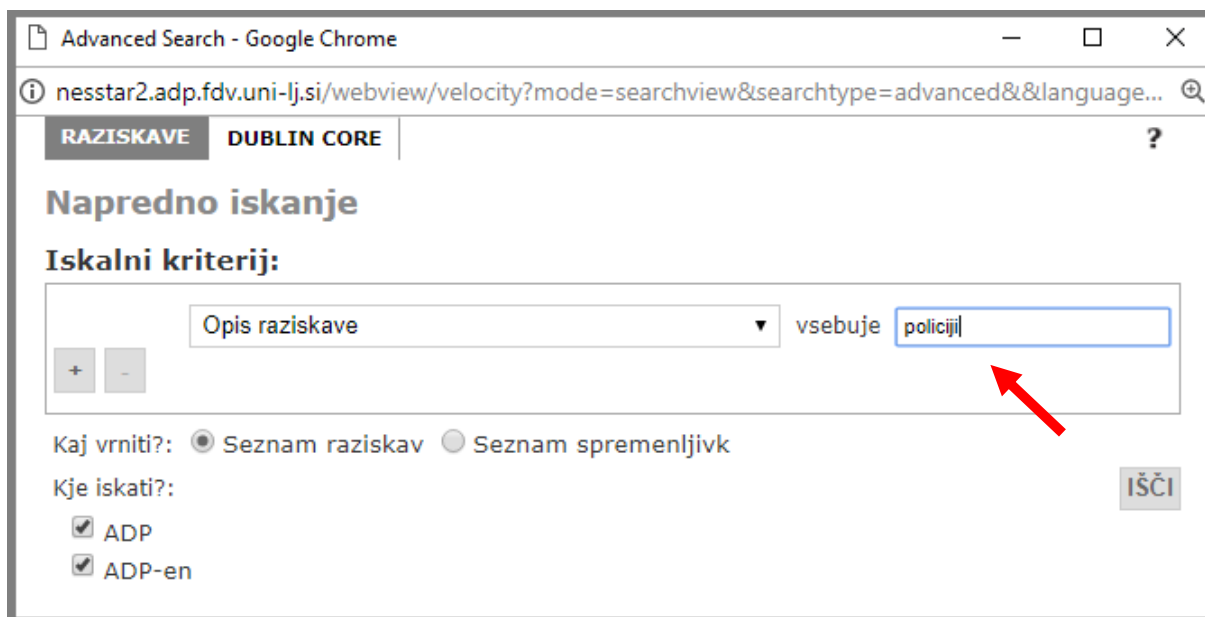 Advanced Search - Google Chrome
nesstar2.adp.fdv.uni-lj.si/webview/velocity?mode=searchview&searchtype=advanced&&language...
RAZISKAVE DUBLIN CORE ?
Napredno iskanje
Iskalni kriterij:
Opis raziskave vsebuje policiji
+ -
Kaj vrniti?: Seznam raziskav Seznam spremenljivk
Kje iskati?: IŠČI
ADP
ADP-en